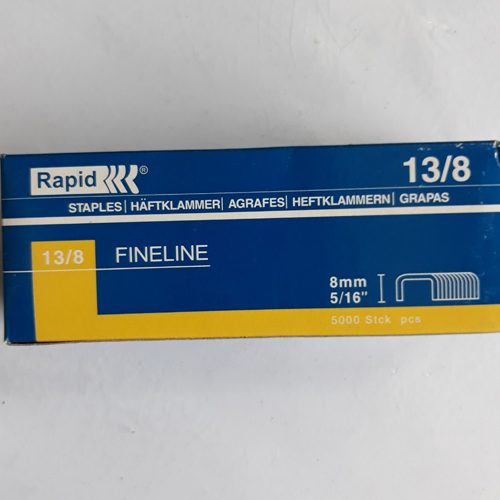 Rapid ®
13/8
STAPLES| HÄFTKLAMMER| AGRAFES| HEFTKLAMMERN| GRAPAS
13/8 FINELINE
8mm
5/16"
5000 Stck pcs